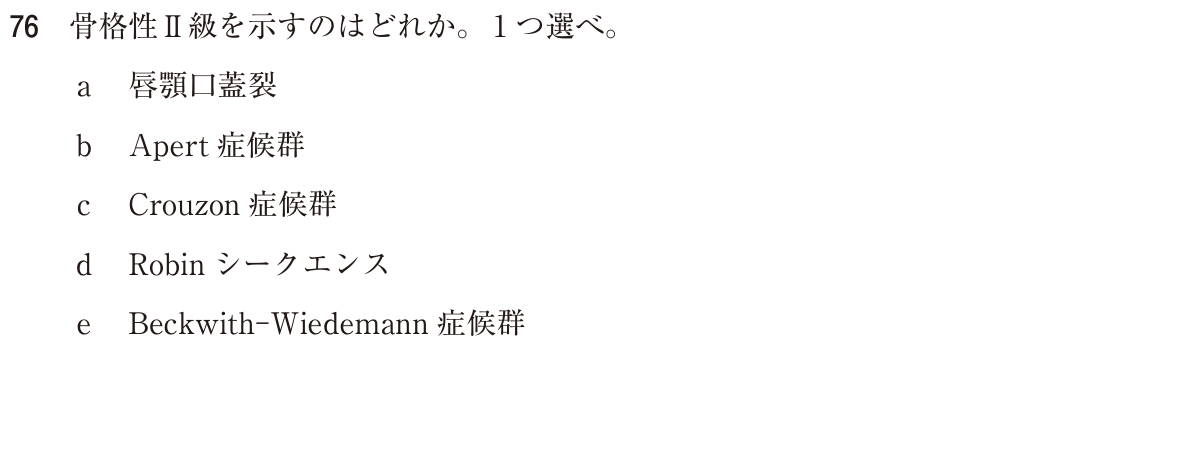 76 骨格性Ⅱ級を示すのはどれか。1つ選べ。
a 唇顎口蓋裂
b Apert 症候群
c Crouzon 症候群
d Robin シークエンス
e Beckwith-Wiedemann 症候群